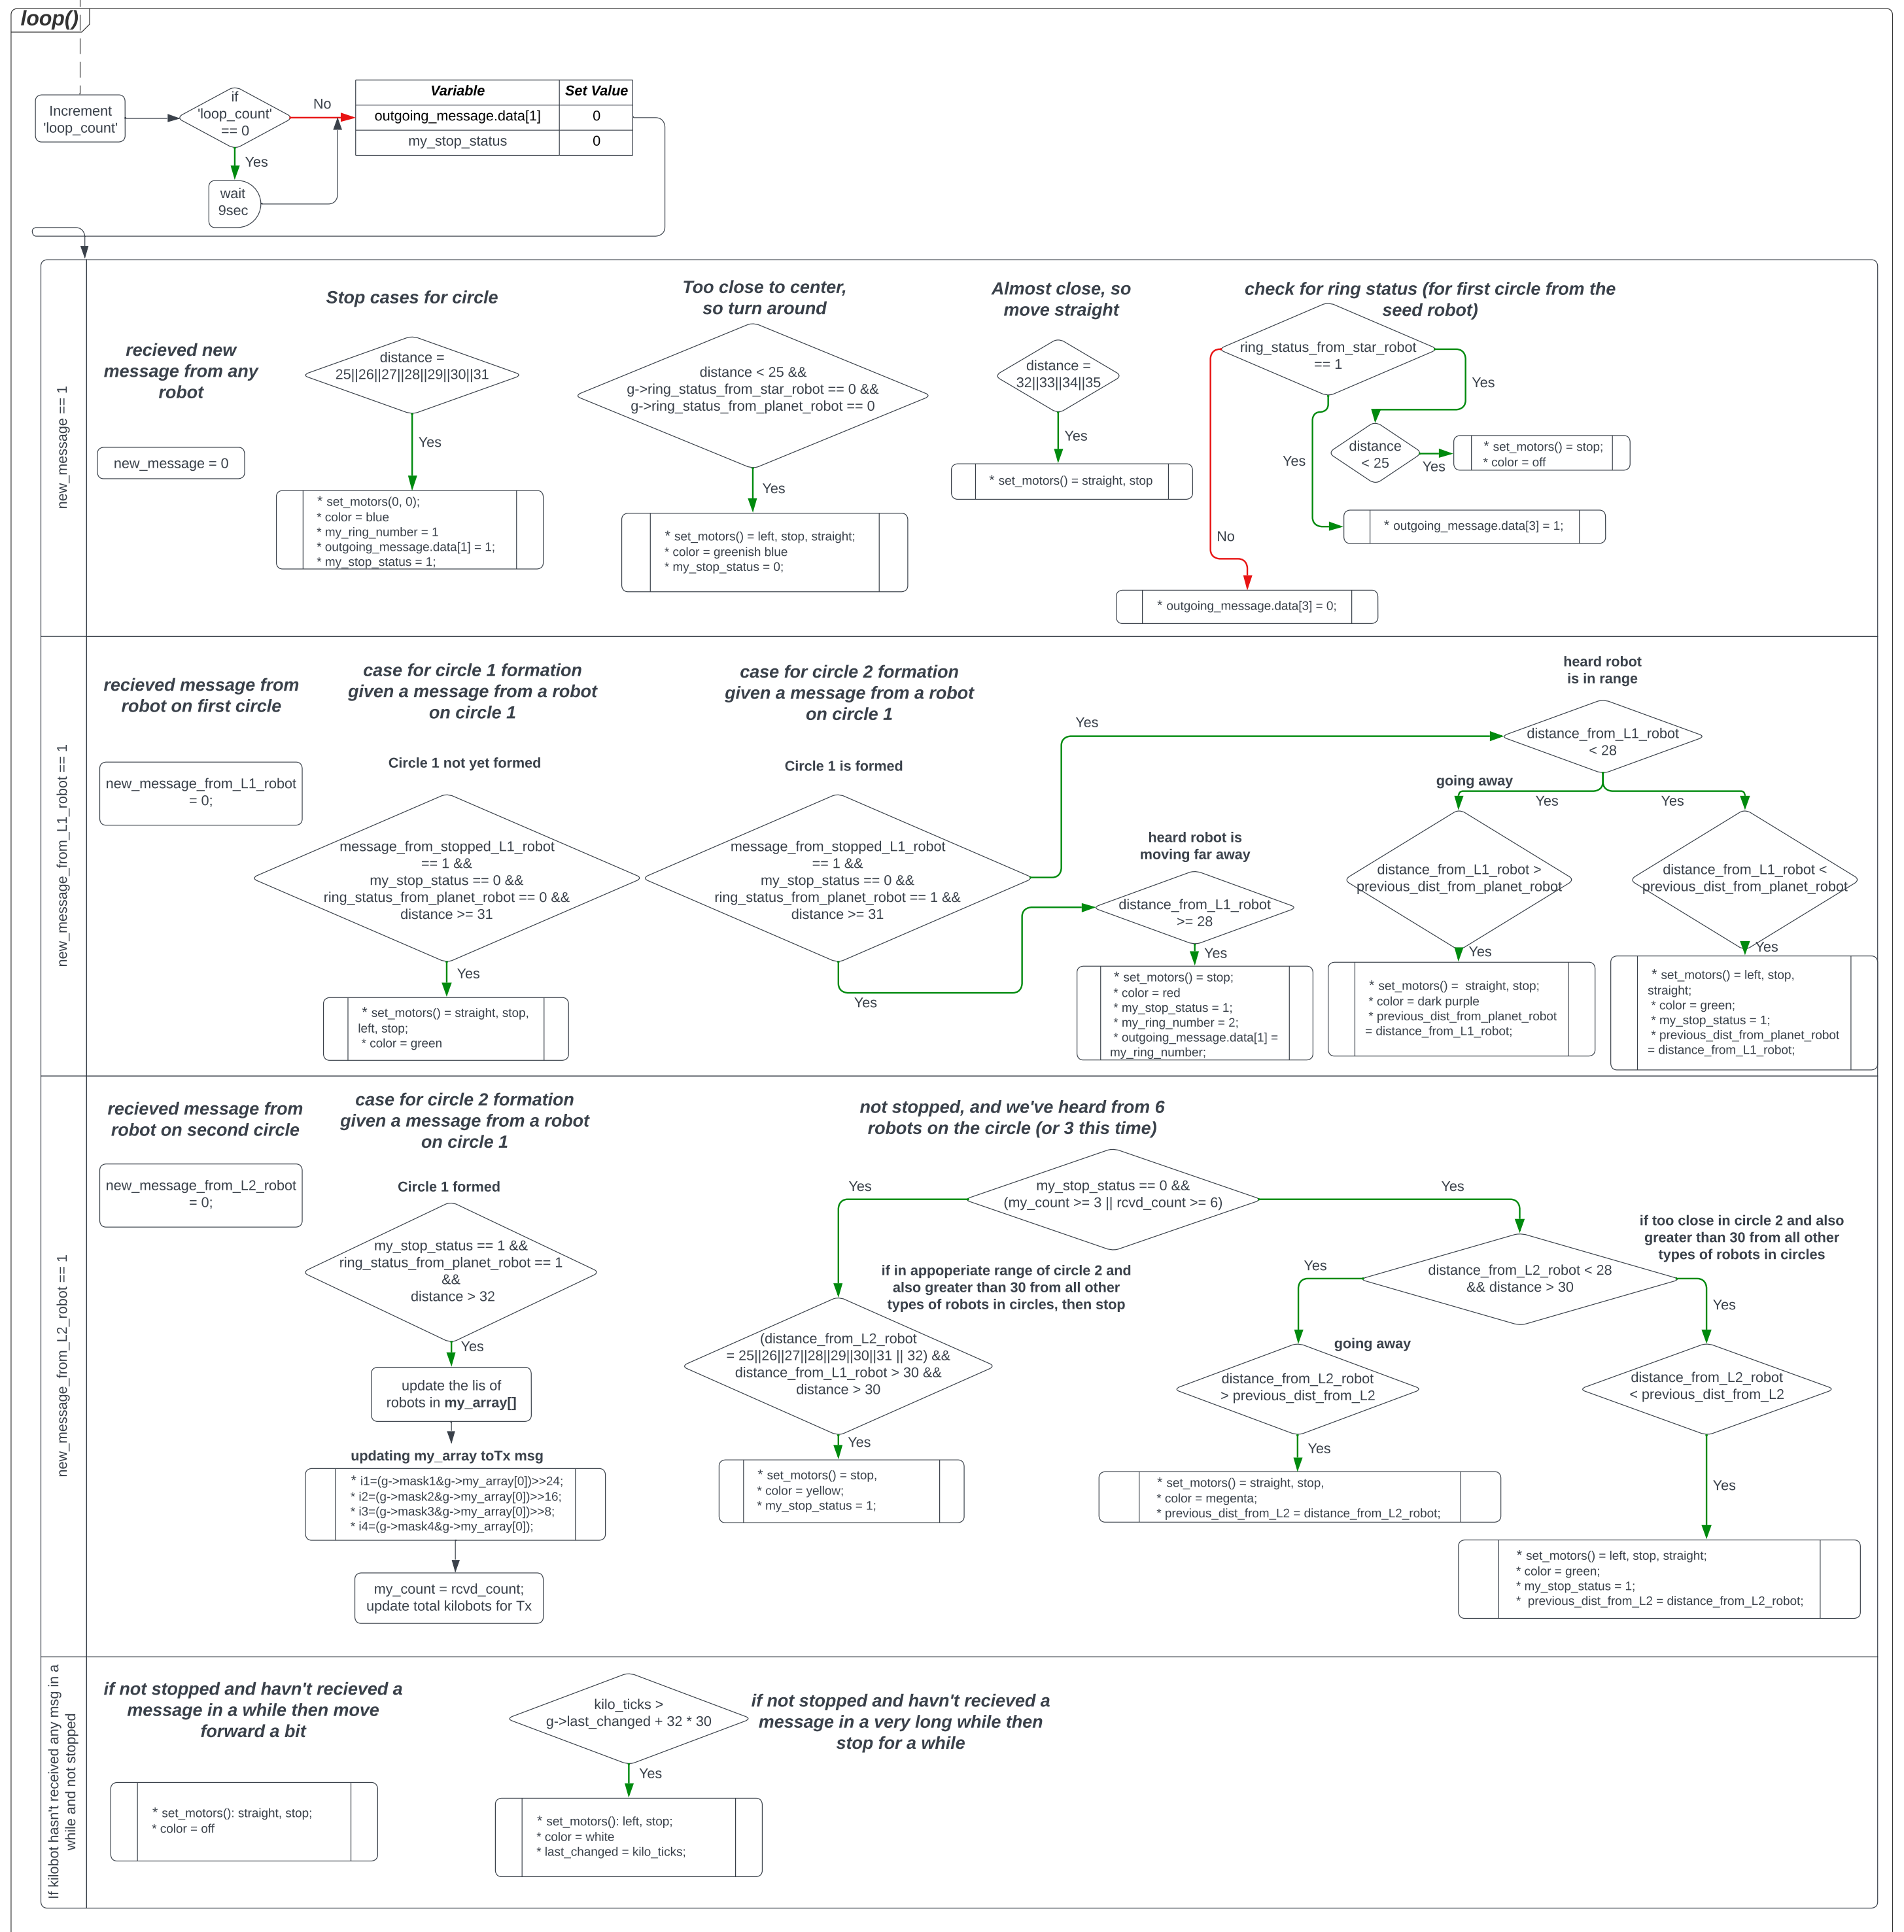 loop()
Increment
'loop_count'
if
'loop_count'
== 0
No
Yes
wait
9sec
Variable
Set Value
outgoing_message.data[1]
0
my_stop_status
0
new_message == 1
recieved new
message from any
robot
new_message = 0
Stop cases for circle
distance =
25||26||27||28||29||30||31
Yes
* set_motors(0, 0);
* color = blue
* my_ring_number = 1
* outgoing_message.data[1] = 1;
* my_stop_status = 1;
Too close to center,
so turn around
distance < 25 &&
g->ring_status_from_star_robot == 0 &&
g->ring_status_from_planet_robot == 0
Yes
* set_motors() = left, stop, straight;
* color = greenish blue
* my_stop_status = 0;
Almost close, so
move straight
distance =
32||33||34||35
Yes
* set_motors() = straight, stop
check for ring status (for first circle from the
seed robot)
ring_status_from_star_robot
== 1
Yes
distance
< 25
Yes
* set_motors() = stop;
* color = off
Yes
* outgoing_message.data[3] = 1;
No
* outgoing_message.data[3] = 0;
new_message_from_L1_robot == 1
recieved message from
robot on first circle
new_message_from_L1_robot
= 0;
case for circle 1 formation
given a message from a robot
on circle 1
Circle 1 not yet formed
message_from_stopped_L1_robot
== 1 &&
my_stop_status == 0 &&
ring_status_from_planet_robot == 0 &&
distance >= 31
Yes
* set_motors() = straight, stop,
left, stop;
* color = green
case for circle 2 formation
given a message from a robot
on circle 1
Circle 1 is formed
message_from_stopped_L1_robot
== 1 &&
my_stop_status == 0 &&
ring_status_from_planet_robot == 1 &&
distance >= 31
Yes
Yes
heard robot is
moving far away
distance_from_L1_robot
>= 28
Yes
* set_motors() = stop;
* color = red
* my_stop_status = 1;
* my_ring_number = 2;
* outgoing_message.data[1] =
my_ring_number;
heard robot
is in range
distance_from_L1_robot
< 28
going away
Yes
Yes
distance_from_L1_robot >
previous_dist_from_planet_robot
Yes
* set_motors() =  straight, stop;
* color = dark purple
* previous_dist_from_planet_robot
= distance_from_L1_robot;
distance_from_L1_robot <
previous_dist_from_planet_robot
Yes
* set_motors() = left, stop,
straight;
* color = green;
* my_stop_status = 1;
* previous_dist_from_planet_robot
= distance_from_L1_robot;
new_message_from_L2_robot == 1
recieved message from
robot on second circle
new_message_from_L2_robot
= 0;
case for circle 2 formation
given a message from a robot
on circle 1
Circle 1 formed
my_stop_status == 1 &&
ring_status_from_planet_robot == 1
&&
distance > 32
Yes
update the lis of
robots in my_array[]
updating my_array toTx msg
* i1=(g->mask1&g->my_array[0])>>24;
* i2=(g->mask2&g->my_array[0])>>16;
* i3=(g->mask3&g->my_array[0])>>8;
* i4=(g->mask4&g->my_array[0]);
my_count = rcvd_count;
update total kilobots for Tx
not stopped, and we've heard from 6
robots on the circle (or 3 this time)
my_stop_status == 0 &&
(my_count >= 3 || rcvd_count >= 6)
Yes
Yes
if in appoperiate range of circle 2 and
also greater than 30 from all other
types of robots in circles, then stop
(distance_from_L2_robot
= 25||26||27||28||29||30||31 || 32) &&
distance_from_L1_robot > 30 &&
distance > 30
Yes
* set_motors() = stop,
* color = yellow;
* my_stop_status = 1;
if too close in circle 2 and also
greater than 30 from all other
types of robots in circles
distance_from_L2_robot < 28
&& distance > 30
Yes
Yes
going away
distance_from_L2_robot
> previous_dist_from_L2
Yes
* set_motors() = straight, stop,
* color = megenta;
* previous_dist_from_L2 = distance_from_L2_robot;
distance_from_L2_robot
< previous_dist_from_L2
Yes
* set_motors() = left, stop, straight;
* color = green;
* my_stop_status = 1;
*  previous_dist_from_L2 = distance_from_L2_robot;
If kilobot hasn't received any msg in a
while and not stopped
if not stopped and havn't recieved a
message in a while then move
forward a bit
* set_motors(): straight, stop;
* color = off
kilo_ticks >
g->last_changed + 32 * 30
Yes
* set_motors(): left, stop;
* color = white
* last_changed = kilo_ticks;
if not stopped and havn't recieved a
message in a very long while then
stop for a while